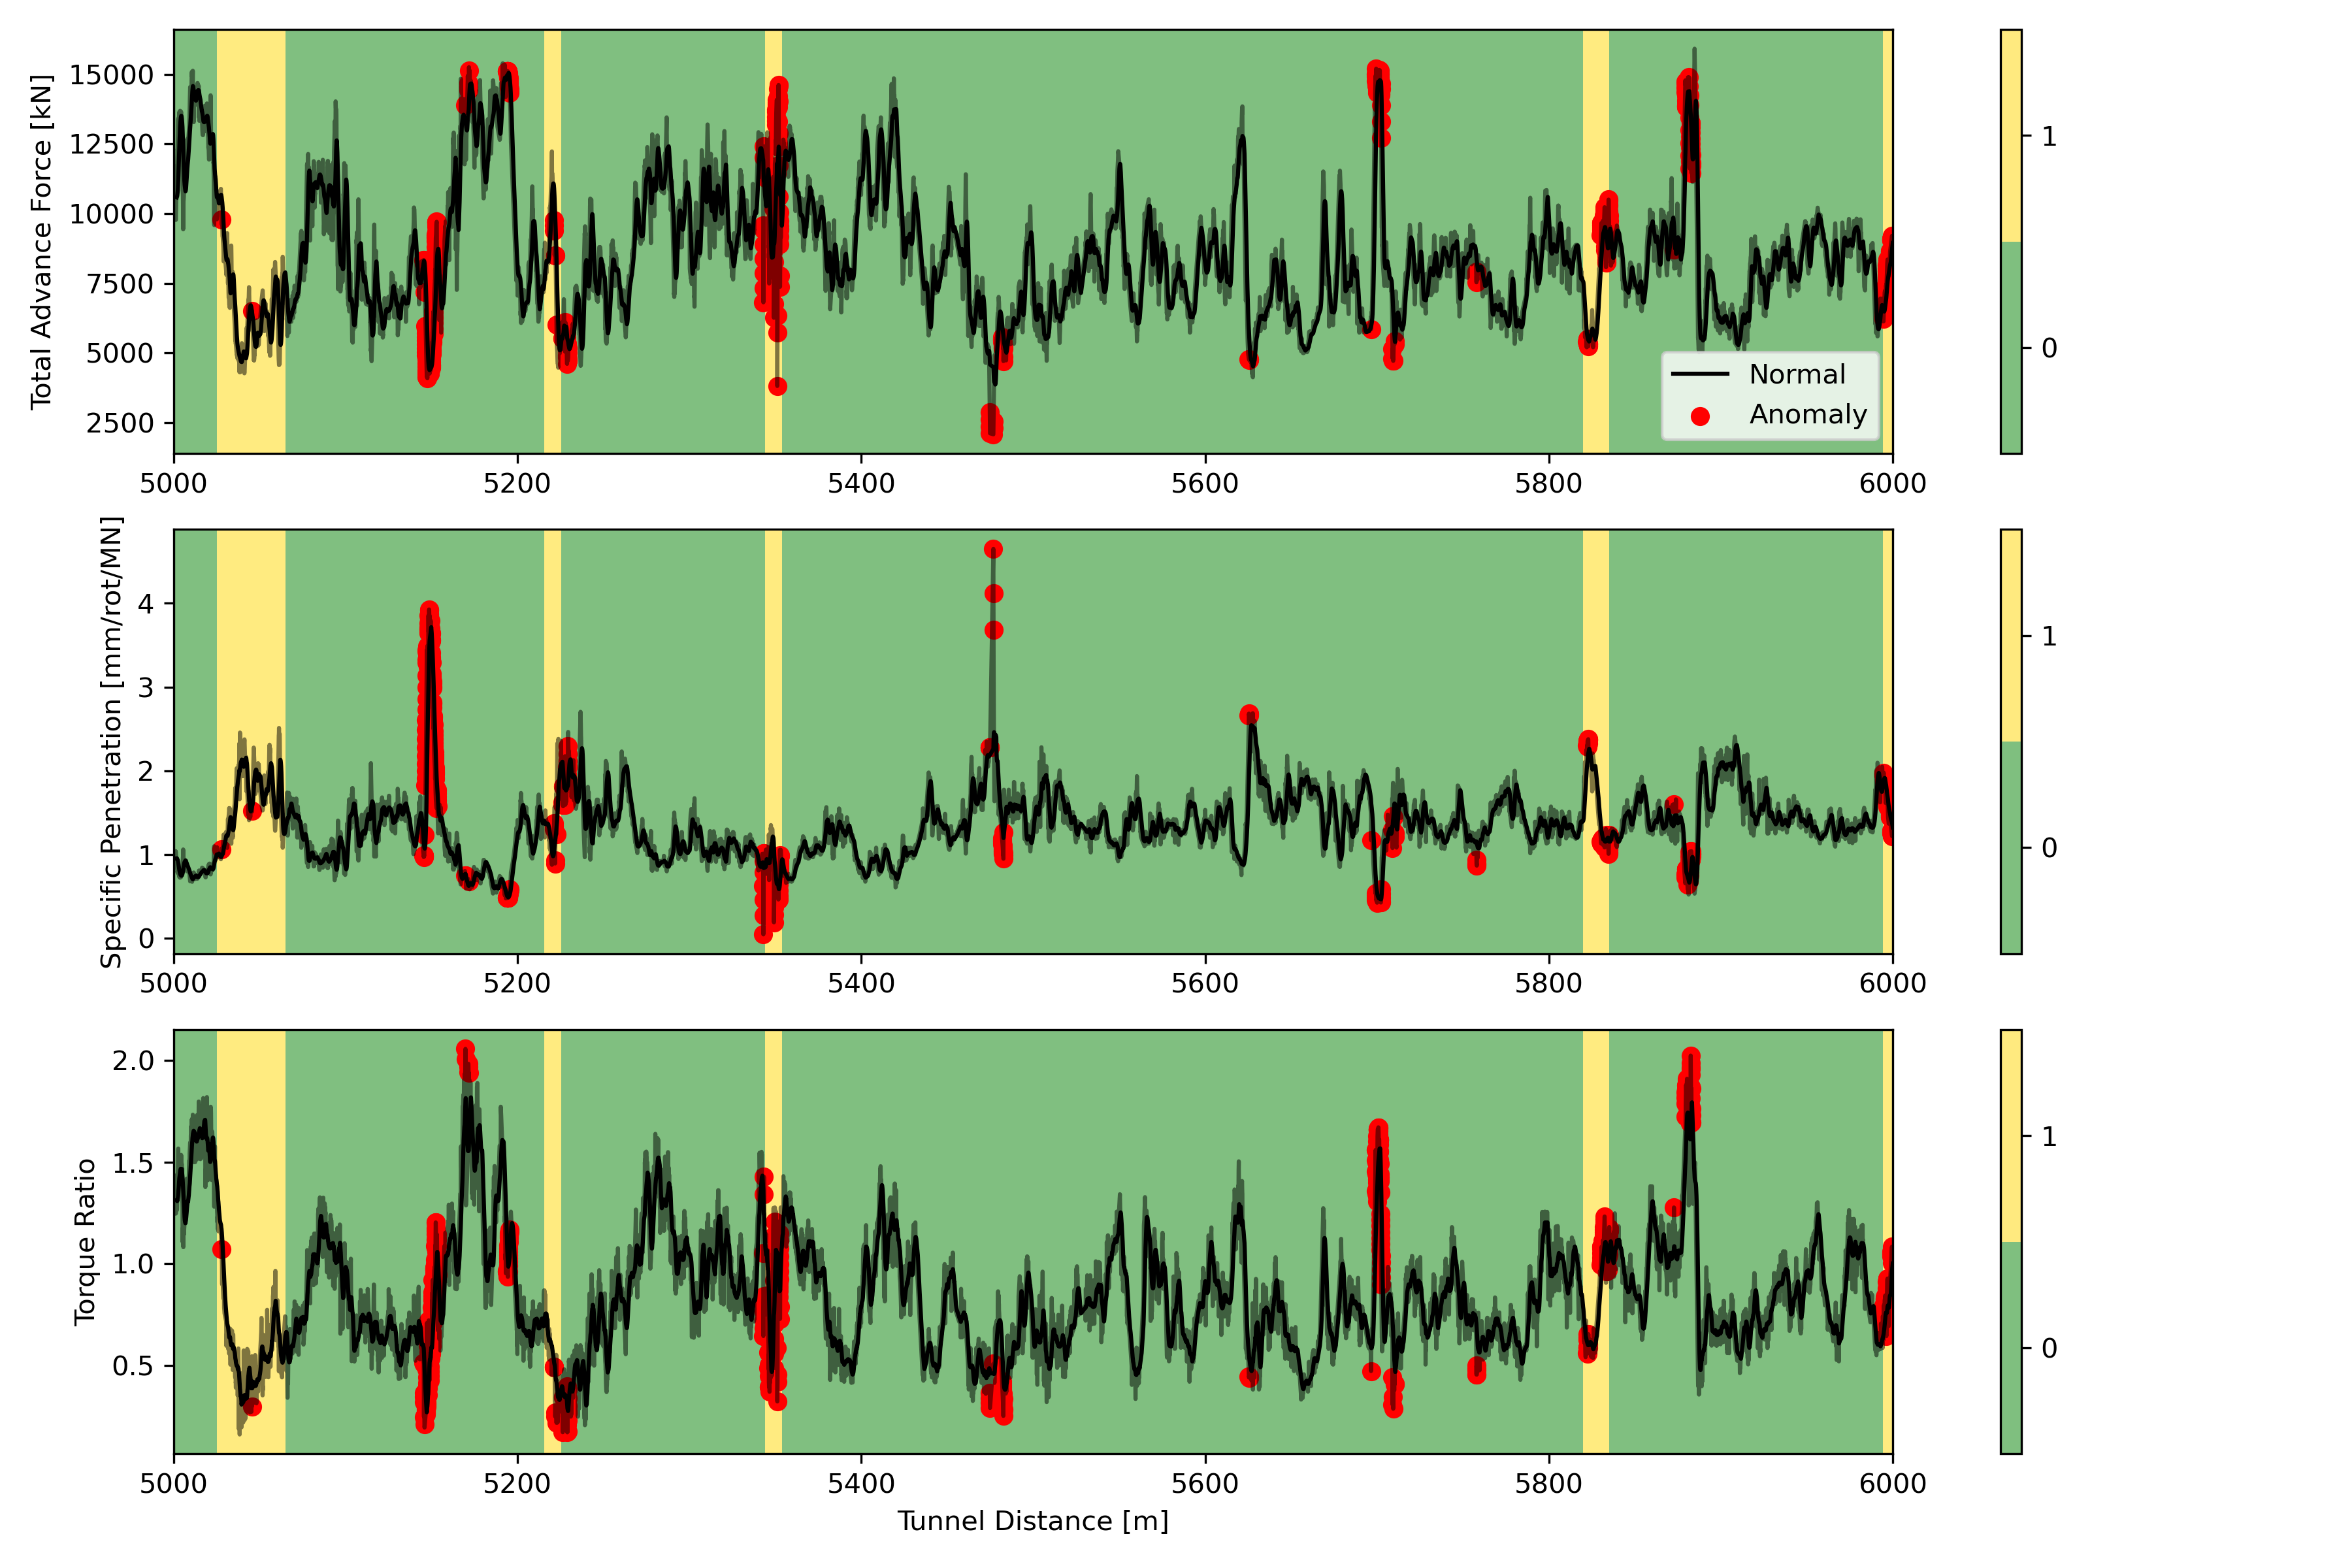 Total Advance Force [kN]
15000
12500
10000
7500
5000
2500
Normal
Anomaly
1
0
5000 5200 5400 5600 5800 6000
Specific Penetration [mm/rot/MN]
4
3
2
1
0
1
0
5000 5200 5400 5600 5800 6000
Torque Ratio
2.0
1.5
1.0
0.5
1
0
5000 5200 5400 5600 5800 6000
Tunnel Distance [m]